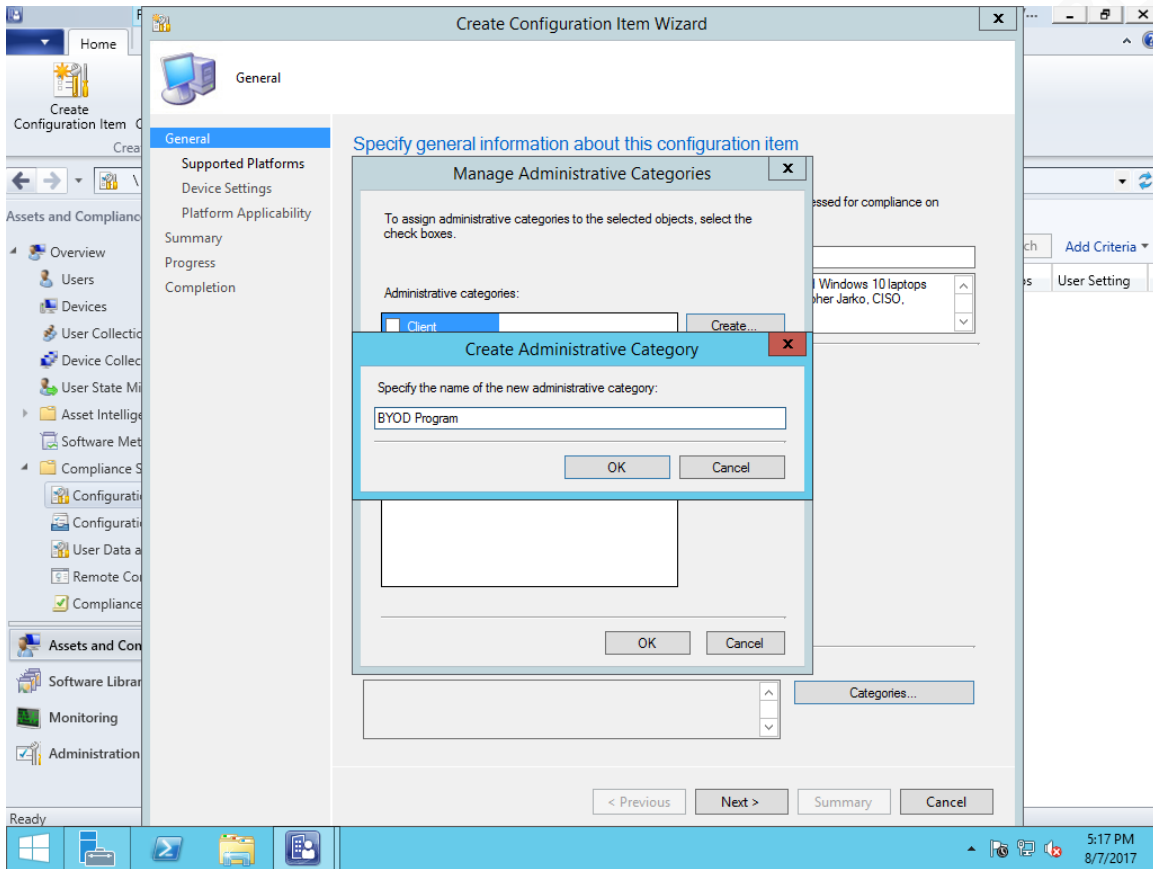 Create Configuration Item Wizard
Home
Create
Configuration Item
General
General
Supported Platforms
Device Settings
Platform Applicability
Summary
Progress
Completion
Specify general information about this configuration item
essed for compliance on
Windows 10 laptops
pher Jarko, CISO,
Manage Administrative Categories
To assign administrative categories to the selected objects, select the
check boxes.
Administrative categories:
Client
Create...
Create Administrative Category
Specify the name of the new administrative category:
BYOD Program
OK
Cancel
OK
Cancel
Categories...
< Previous
Next >
Summary
Cancel
Crea
\
Assets and Complianc
Overview
Users
Devices
User Collectio
Device Collec
User State Mi
Asset Intellige
Software Met
Compliance S
Configurati
Configurati
User Data a
Remote Co
Compliance
Assets and Con
Software Librar
Monitoring
Administration
Ready
ch
Add Criteria
User Setting
5:17 PM
8/7/2017